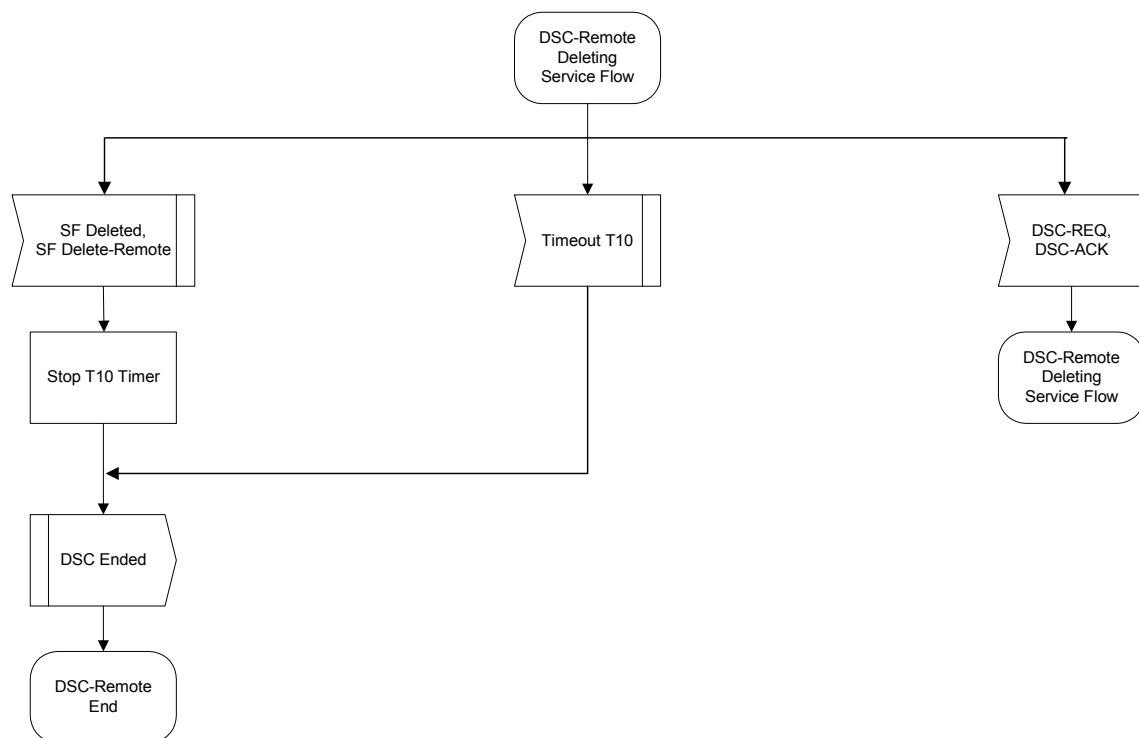 DSC-Remote
Deleting
Service Flow
SF Deleted,
SF Delete-Remote
Timeout T10
DSC-REQ,
DSC-ACK
Stop T10 Timer
DSC-Remote
Deleting
Service Flow
DSC Ended
DSC-Remote
End